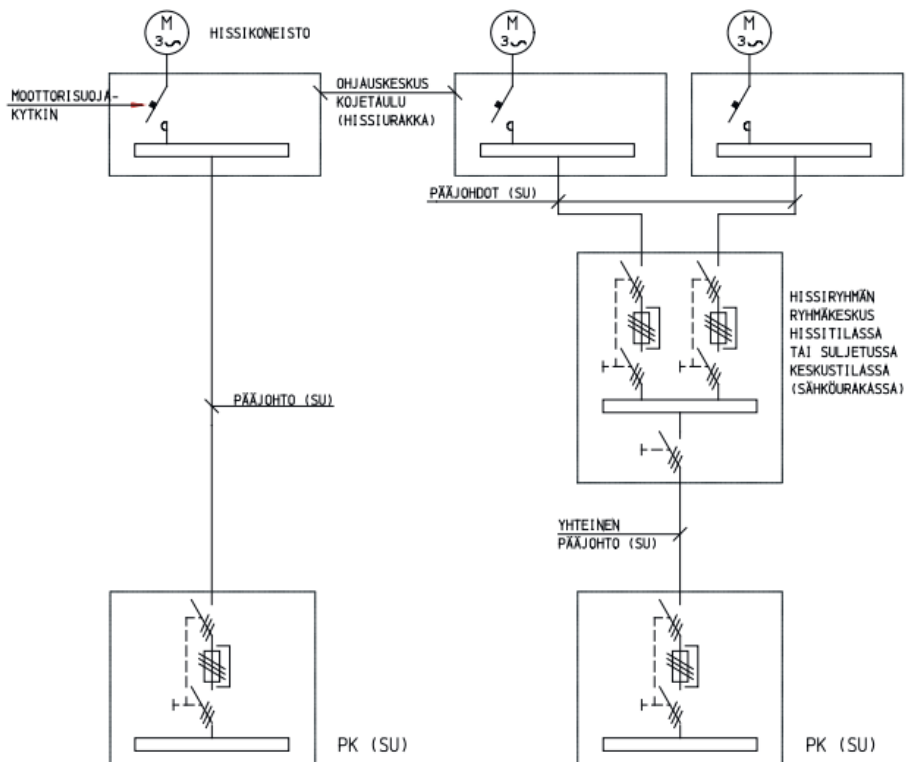 M
3
HISSIKONEISTO
M
3
M
3
MOOTTORISUOJA-
KYTKIN
OHJAUSKESKUS
KOJETAULU
(HISSIURAKKA)
PÄÄJOHDOT (SU)
HISSIRYHMÄN
RYHMÄKESKUS
HISSITILASSA
TAI SULJETUSSA
KESKUSTILASSA
(SÄHKÖURAKASSA)
PÄÄJOHTO (SU)
YHTEINEN
PÄÄJOHTO (SU)
PK (SU)
PK (SU)